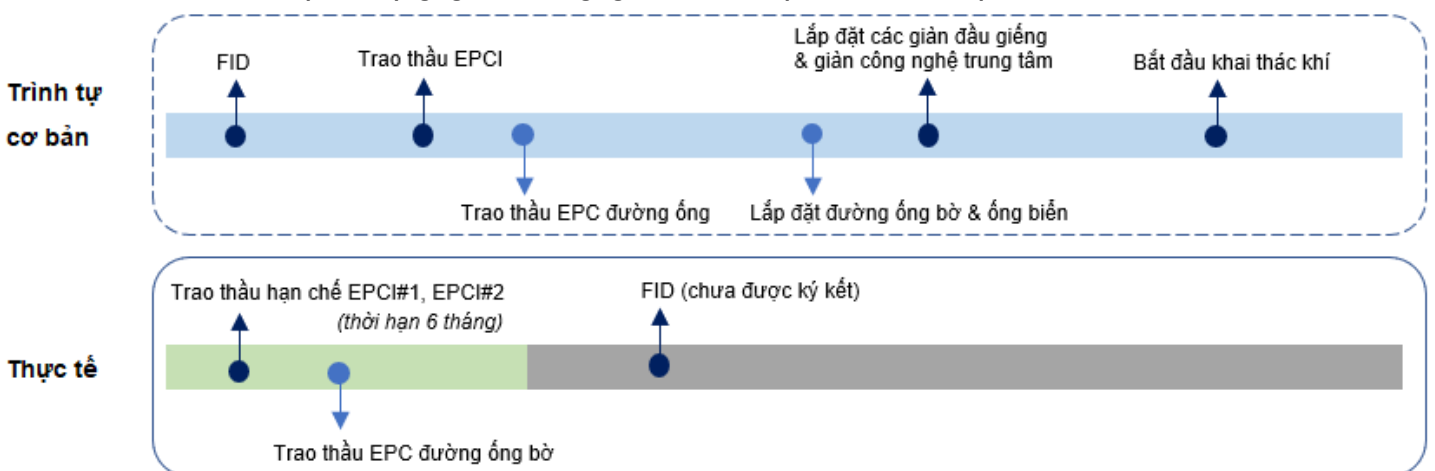 FID
Trao thầu EPCI
Lắp đặt các giàn đầu giếng
& giàn công nghệ trung tâm
Bắt đầu khai thác khí
Trình tự
cơ bản
Trao thầu EPC đường ống
Lắp đặt đường ống bờ & ống biển
Trao thầu hạn chế EPCI#1, EPCI#2
(thời hạn 6 tháng)
FID (chưa được ký kết)
Thực tế
Trao thầu EPC đường ống bờ